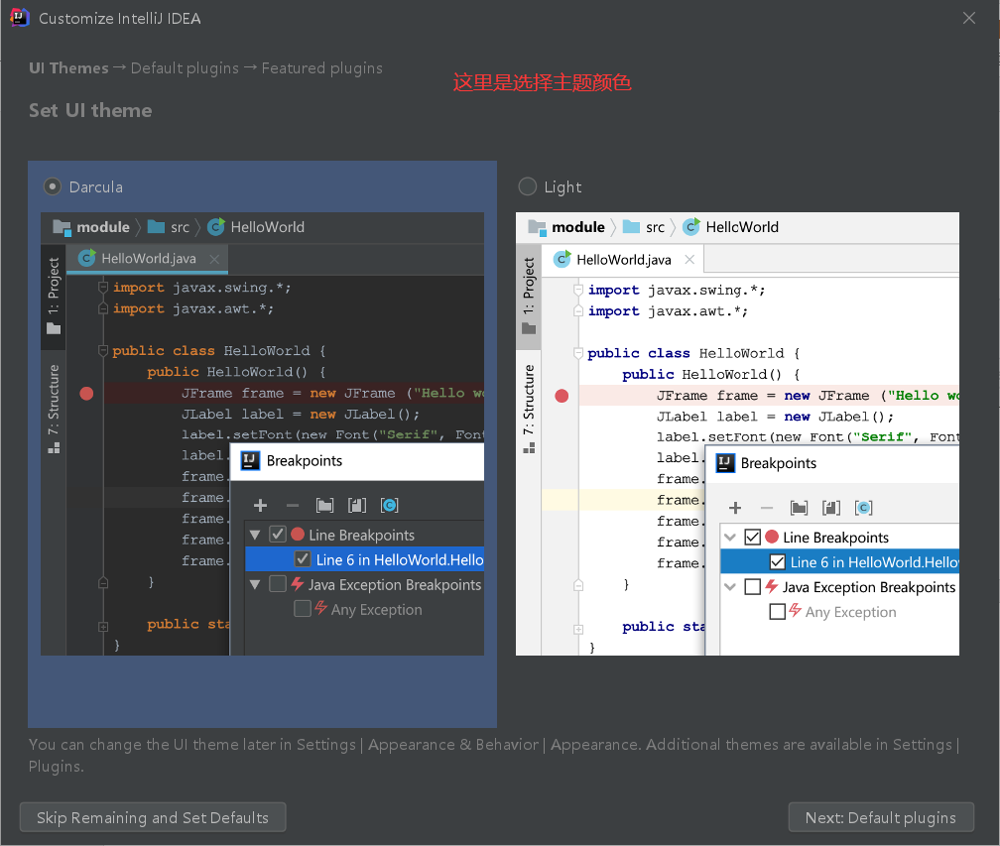 Customize IntelliJ IDEA
UI Themes → Default plugins → Featured plugins
这里是选择主题颜色
Set UI theme
Darcula
module
src
HelloWorld
HelloWorld.java
1: Project
7: Structure
import javax.swing.*;
import javax.awt.*;
public class HelloWorld {
public HelloWorld() {
JFrame frame = new JFrame ("Hello wo
JLabel label = new JLabel();
label.setFont(new Font("Serif", Font
label.
frame.
frame.
frame.
frame.
frame.
}
public sta
}
Breakpoints
Line Breakpoints
Line 6 in HelloWorld.Hello
Java Exception Breakpoints
Any Exception
Light
module
src
HellcWorld
HelloWorld.java
1: Project
7: Structure
import javax.swing.*;
import javax.awt.*;
public class HelloWorld {
public HelloWorld() {
JFrame frame = new JFrame ("Hello wo
JLabel label = new JLabel();
label.setFont(new Font("Serif", Font
label.
frame.
frame.
frame.
frame.
frame.
}
public sta
}
Breakpoints
Line Breakpoints
Line 6 in HelloWorld.Hello
Java Exception Breakpoints
Any Exception
You can change the UI theme later in Settings | Appearance & Behavior | Appearance. Additional themes are available in Settings |
Plugins.
Skip Remaining and Set Defaults
Next: Default plugins